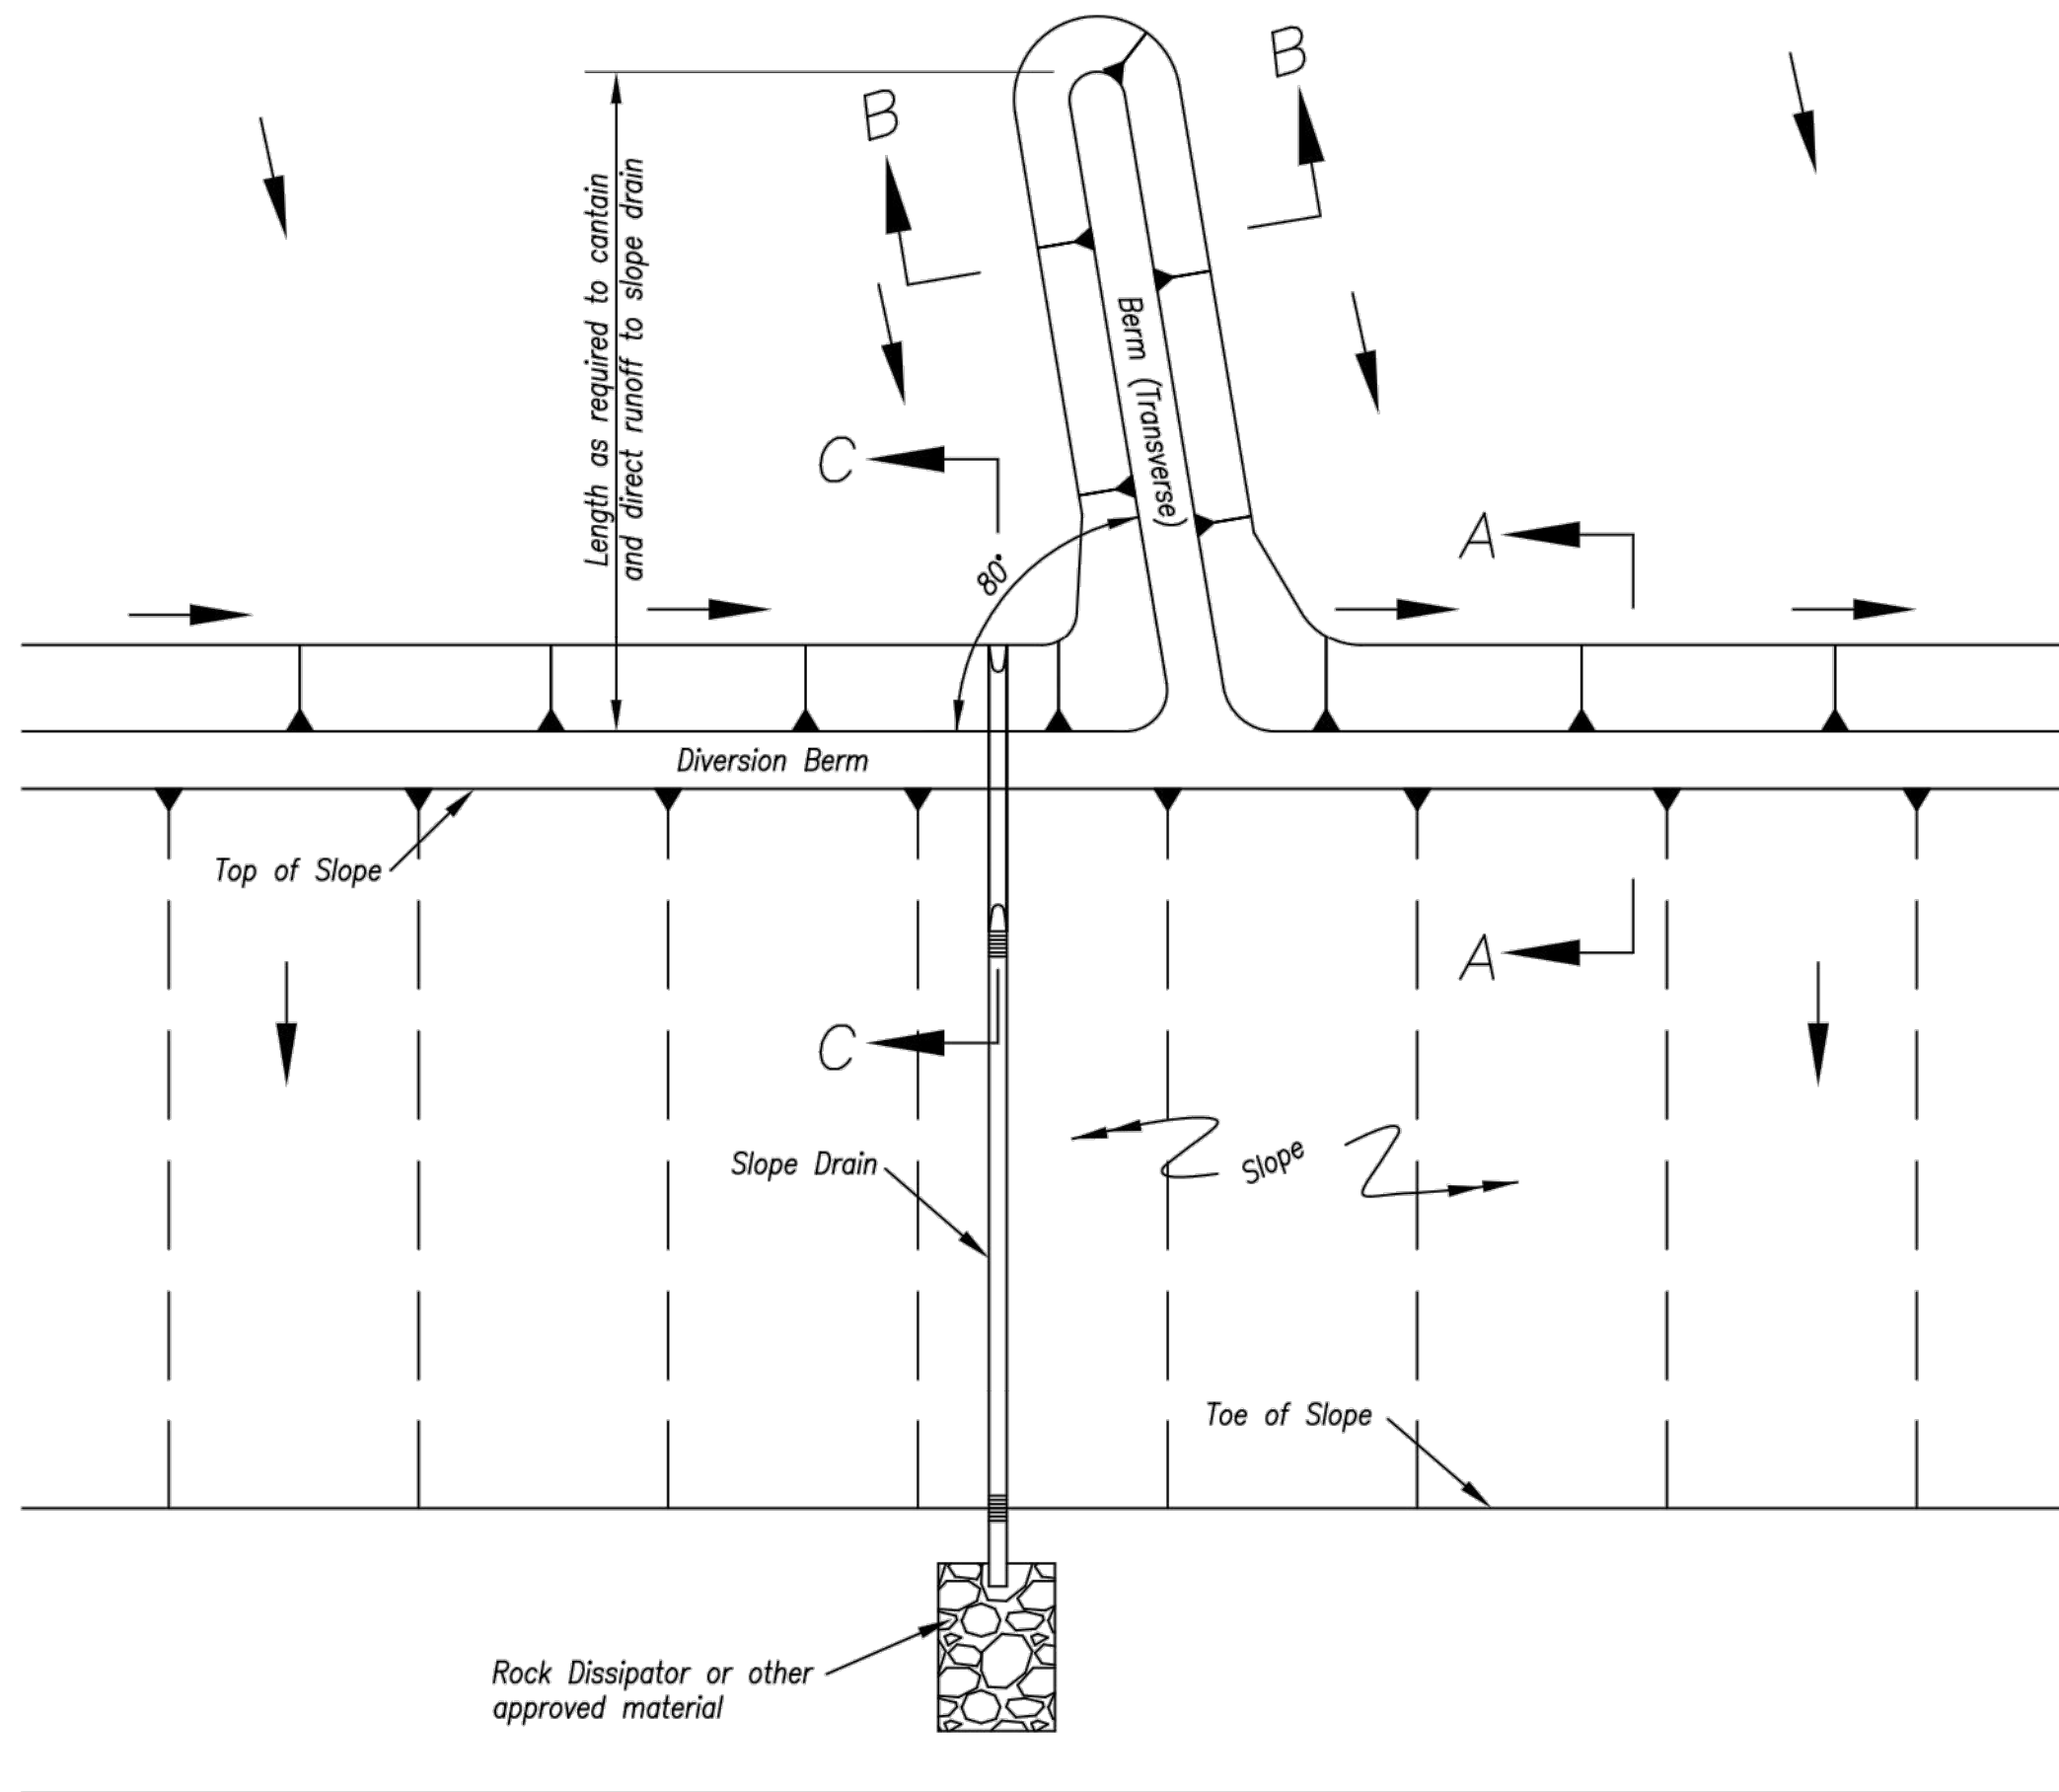 B
B
Length as required to cantain
and direct runoff to slope drain
Berm (Transverse)
C
A
80°
Diversion Berm
Top of Slope
A
C
Slope Drain
Slope
Toe of Slope
Rock Dissipator or other
approved material